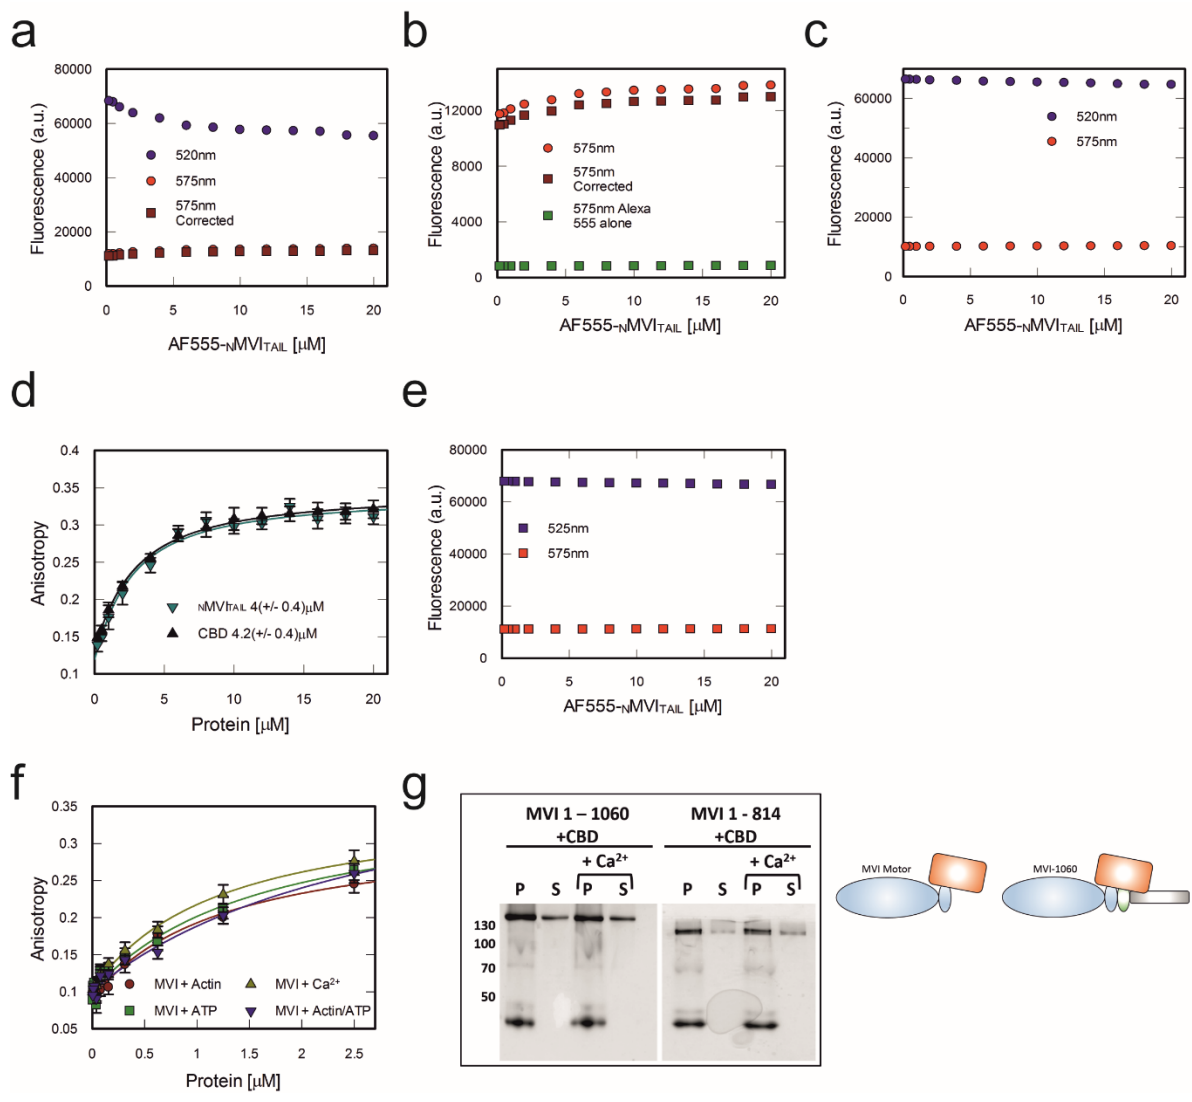 a
80000
60000
40000
20000
0
Fluorescence (a.u.)
520nm
575nm
575nm
Corrected
0 5 10 15 20
AF555-NMVITAIL [µM]
b
12000
8000
4000
0
Fluorescence (a.u.)
575nm
575nm
Corrected
575nm Alexa
555 alone
0 5 10 15 20
AF555-NMVITAIL [µM]
c
60000
40000
20000
0
Fluorescence (a.u.)
520nm
575nm
0 5 10 15 20
AF555-NMVITAIL [µM]
d
0.4
0.35
0.3
0.25
0.2
0.15
0.1
Anisotropy
NMVITAIL 4(+/- 0.4)µM
CBD 4.2(+/- 0.4)µM
0 5 10 15 20
Protein [µM]
e
80000
60000
40000
20000
0
Fluorescence (a.u.)
525nm
575nm
0 5 10 15 20
AF555-NMVITAIL [µM]
f
0.35
0.3
0.25
0.2
0.15
0.1
0.05
Anisotropy
MVI + Actin
MVI + Ca2+
MVI + ATP
MVI + Actin/ATP
0 0.5 1 1.5 2 2.5
Protein [µM]
g
MVI 1 – 1060
+CBD
MVI 1 - 814
+CBD
+ Ca2+
+ Ca2+
P S P S
P S P S
130
100
70
50
MVI Motor
MVI-1060